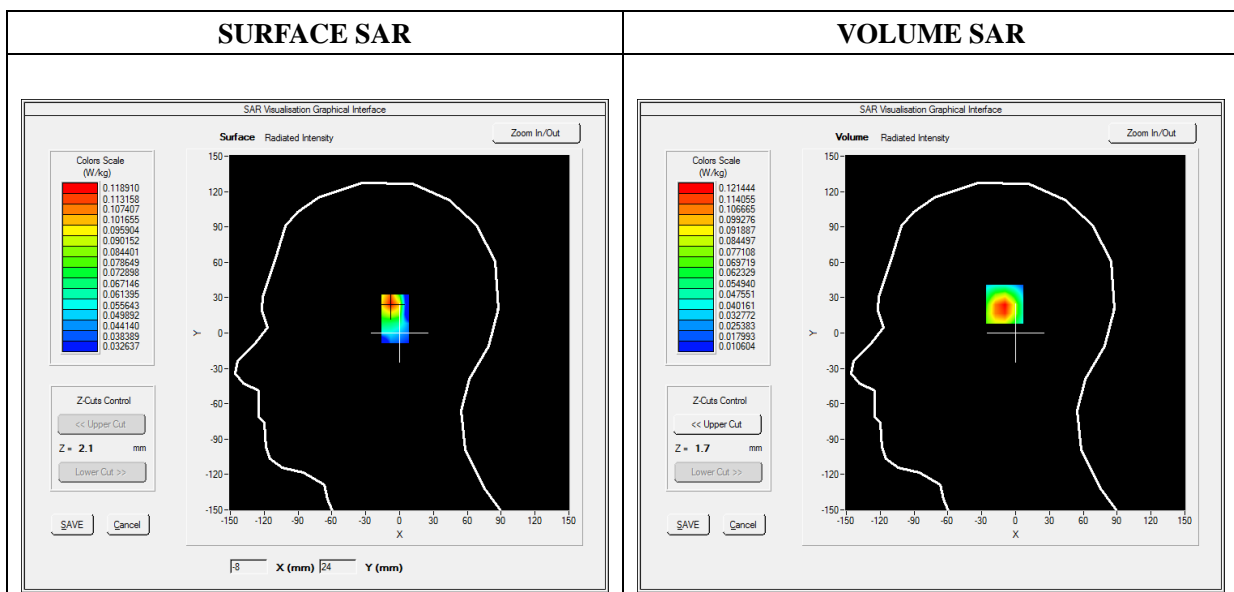 SURFACE SAR
VOLUME SAR
SAR Visualisation Graphical Interface
Surface Radiated Intensity
Zoom In/Out
Colors Scale
(W/kg)
0.118910
0.113158
0.107407
0.101655
0.095904
0.090152
0.084401
0.078649
0.072898
0.067146
0.061395
0.055643
0.049892
0.044140
0.038389
0.032637
Z-Cuts Control
<< Upper Cut
Z = 2.1 mm
Lower Cut >>
SAVE Cancel
150
120
90
60
30
0
-30
-60
-90
-120
-150
Y
-150 -120 -90 -60 -30 0 30 60 90 120 150
X
-8 X (mm) 24 Y (mm)
SAR Visualisation Graphical Interface
Volume Radiated Intensity
Zoom In/Out
Colors Scale
(W/kg)
0.121444
0.114055
0.106665
0.099276
0.091887
0.084497
0.077108
0.069719
0.062329
0.054940
0.047551
0.040161
0.032772
0.025383
0.017993
0.010604
Z-Cuts Control
<< Upper Cut
Z = 1.7 mm
Lower Cut >>
SAVE Cancel
150
120
90
60
30
0
-30
-60
-90
-120
-150
Y
-150 -120 -90 -60 -30 0 30 60 90 120 150
X